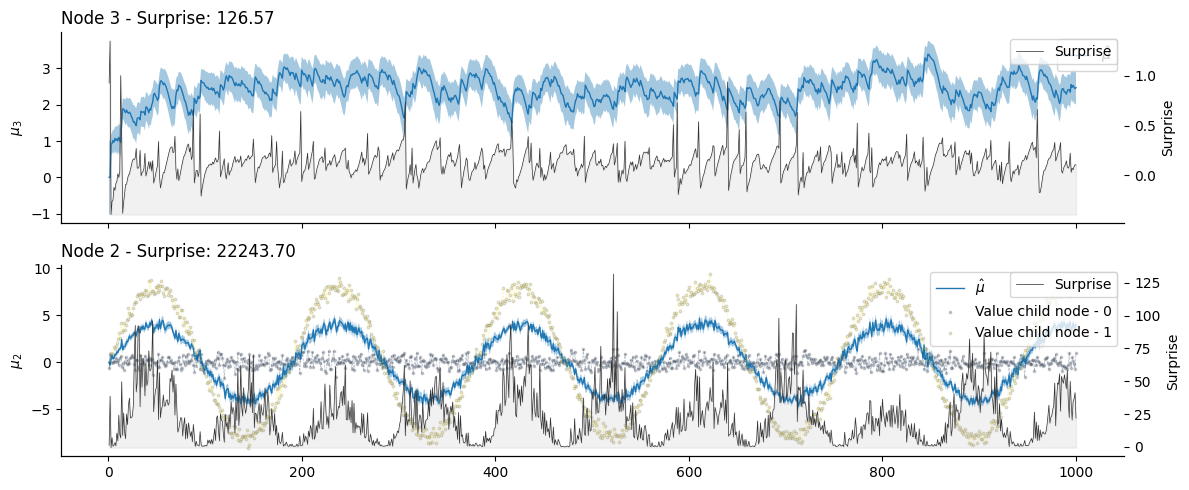 Node 3 - Surprise: 126.57
Surprise
3
2
1
0
−1
μ3
1.0
0.5
0.0
Surprise
Node 2 - Surprise: 22243.70
μ̂
Value child node - 0
Value child node - 1
Surprise
10
5
0
−5
μ2
125
100
75
50
25
0
Surprise
0
200
400
600
800
1000